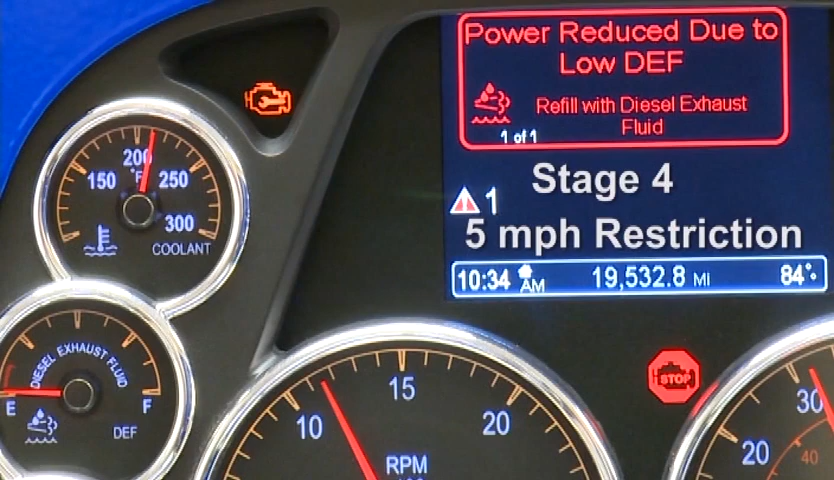 Power Reduced Due to
Low DEF
Refill with Diesel Exhaust
Fluid
1 of 1
Stage 4
1
5 mph Restriction
10:34 AM 19,532.8 MI 84°
200
°F
150 250
300
COOLANT
DIESEL EXHAUST FLUID
E F
DEF
10 15 20
RPM
STOP
30
20
40